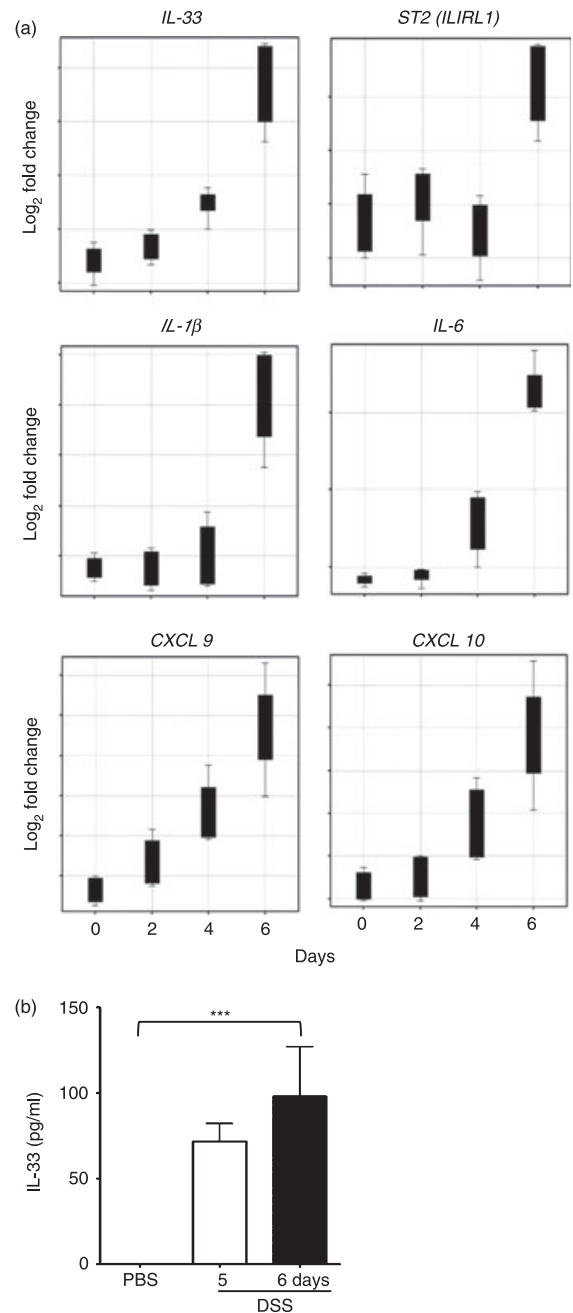 (a)
IL-33
ST2 (ILIRL1)
Log2 fold change
IL-1β
IL-6
Log2 fold change
CXCL 9
CXCL 10
Log2 fold change
0 2 4 6
0 2 4 6
Days
(b)
150
***
100
IL-33 (pg/ml)
50
0
PBS 5 6 days
DSS